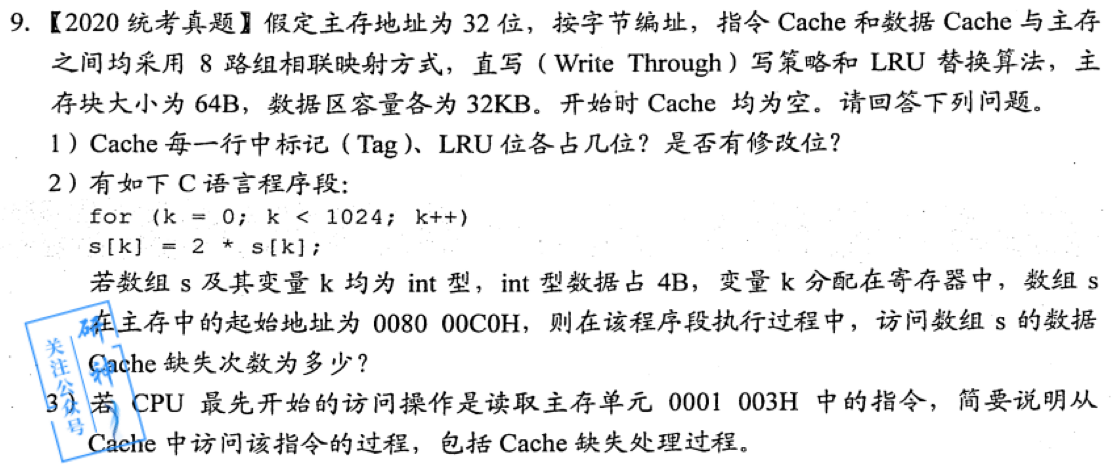 9.【2020 统考真题】假定主存地址为 32 位，按字节编址，指令 Cache 和数据 Cache 与主存
之间均采用 8 路组相联映射方式，直写（Write Through）写策略和 LRU 替换算法，主
存块大小为 64B，数据区容量各为 32KB。开始时 Cache 均为空。请回答下列问题。
1）Cache 每一行中标记（Tag）、LRU 位各占几位？是否有修改位？
2）有如下 C 语言程序段：
for (k = 0; k < 1024; k++)
s[k] = 2 * s[k];
若数组 s 及其变量 k 均为 int 型，int 型数据占 4B，变量 k 分配在寄存器中，数组 s
在主存中的起始地址为 0080 00C0H，则在该程序段执行过程中，访问数组 s 的数据
Cache 缺失次数为多少？
3）若 CPU 最先开始的访问操作是读取主存单元 0001 003H 中的指令，简要说明从
Cache 中访问该指令的过程，包括 Cache 缺失处理过程。
关注公众号